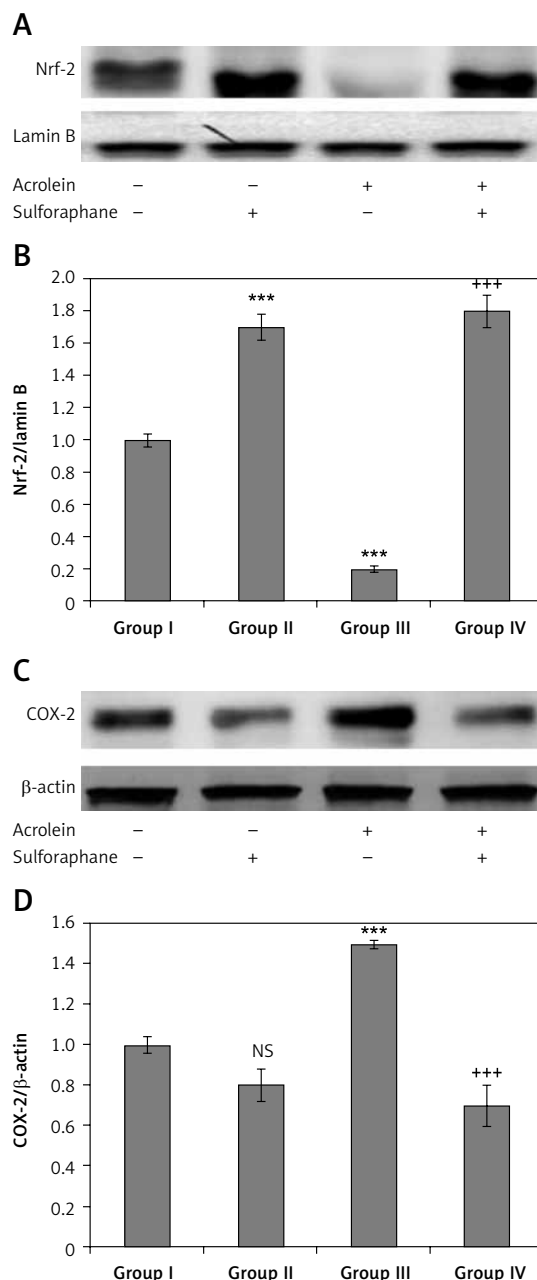 A
Nrf-2
Lamin B
Acrolein – – + +
Sulforaphane – + – +
B
Nrf-2/lamin B
2.0
1.8
1.6
1.4
1.2
1.0
0.8
0.6
0.4
0.2
0
***
***
+++
Group I Group II Group III Group IV
C
COX-2
β-actin
Acrolein – – + +
Sulforaphane – + – +
D
COX-2/β-actin
1.6
1.4
1.2
1.0
0.8
0.6
0.4
0.2
0
NS
***
+++
Group I Group II Group III Group IV